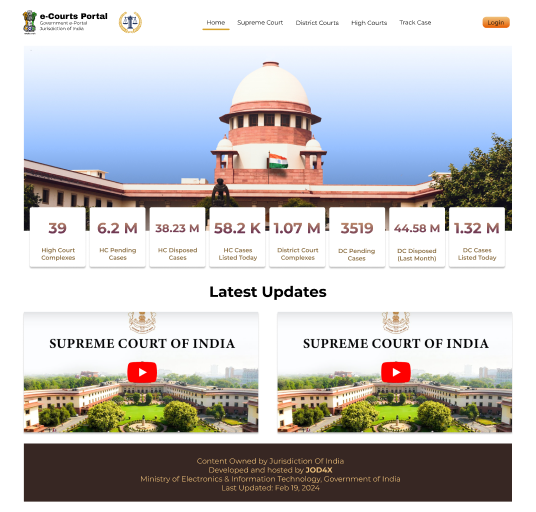 e-Courts Portal
Government e-Portal
Jurisdiction of India
Home Supreme Court District Courts High Courts Track Case Login
39 6.2 M 38.23 M 58.2 K 1.07 M 3519 44.58 M 1.32 M
High Court HC Pending HC Disposed HC Cases District Court DC Pending DC Disposed DC Cases
Complexes Cases Cases Listed Today Complexes Cases (Last Month) Listed Today
Latest Updates
SUPREME COURT OF INDIA SUPREME COURT OF INDIA
Content Owned by Jurisdiction Of India
Developed and hosted by JOD4X
Ministry of Electronics & Information Technology, Government of India
Last Updated: Feb 19, 2024